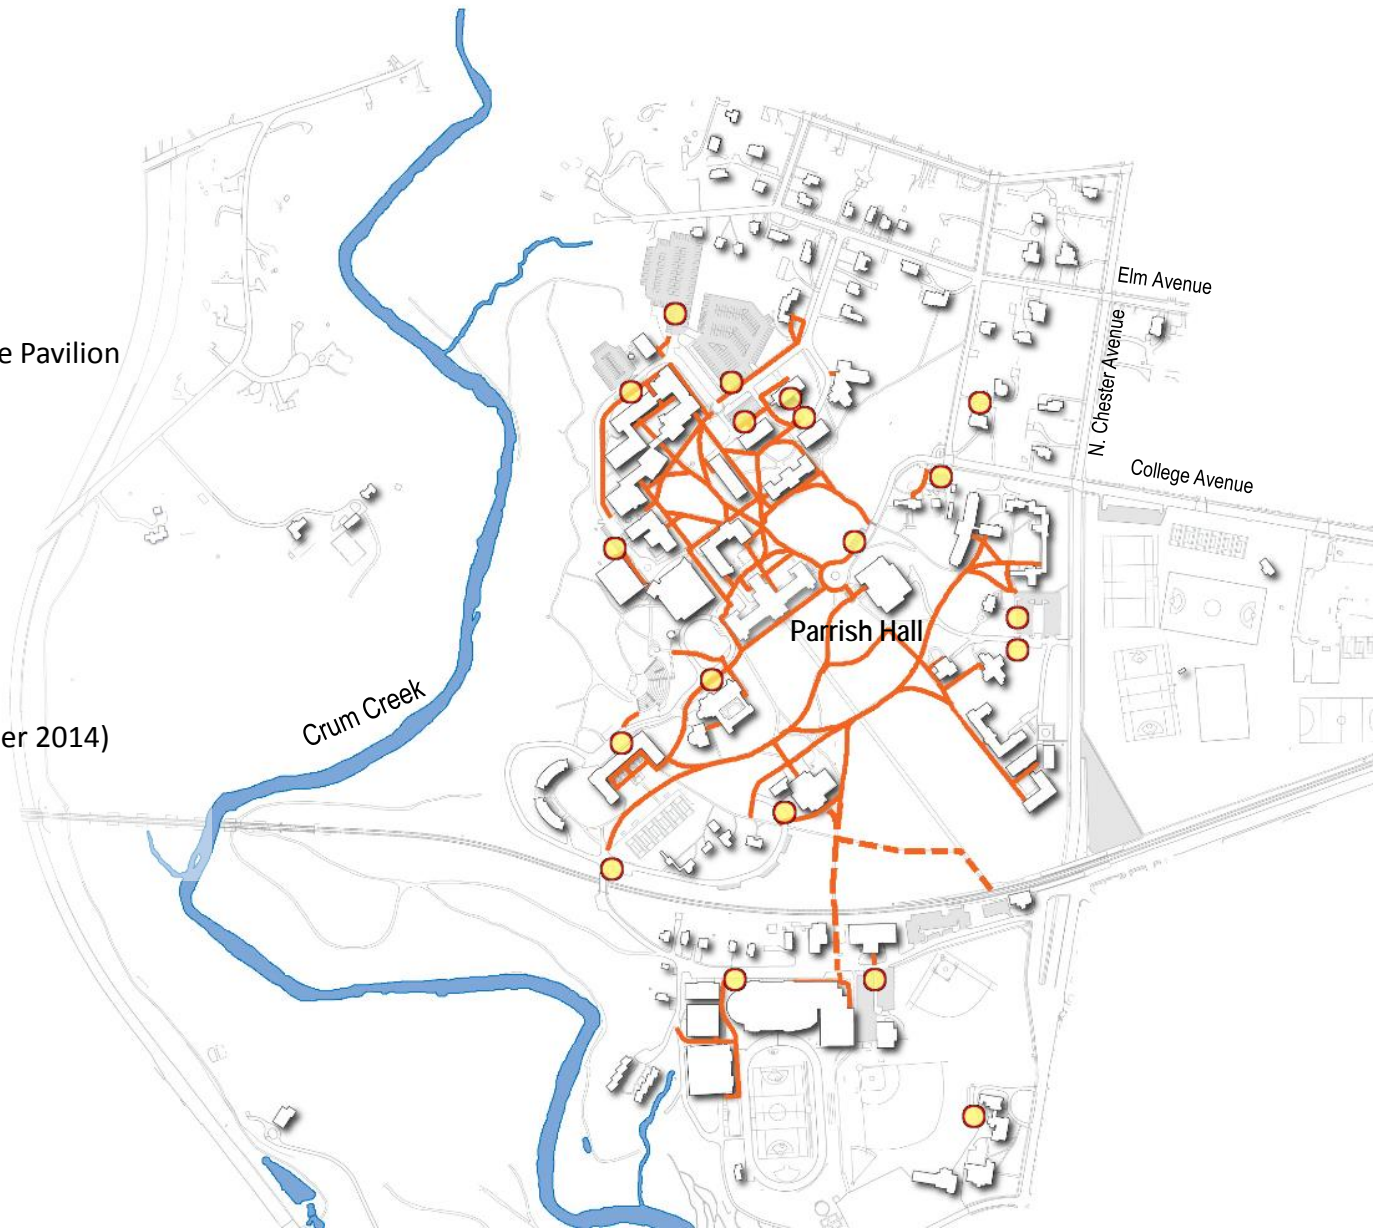 Elm Avenue
N. Chester Avenue
e Pavilion
College Avenue
Parrish Hall
Crum Creek
er 2014)